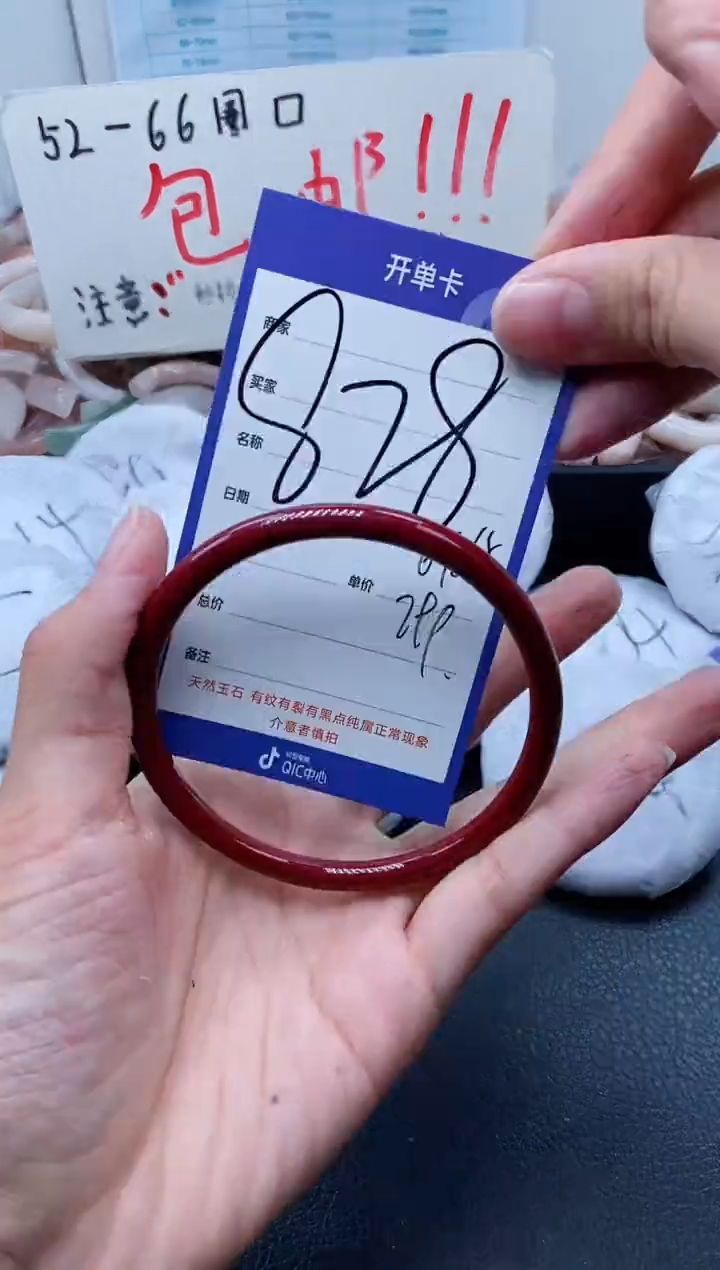 52-66圈口
包邮!!!
注意!
开单卡
商家
买家
名称
日期
828
单价
299.
总价
备注
天然玉石 有纹有裂有黑点纯属正常现象
介意者慎拍
QIC中心